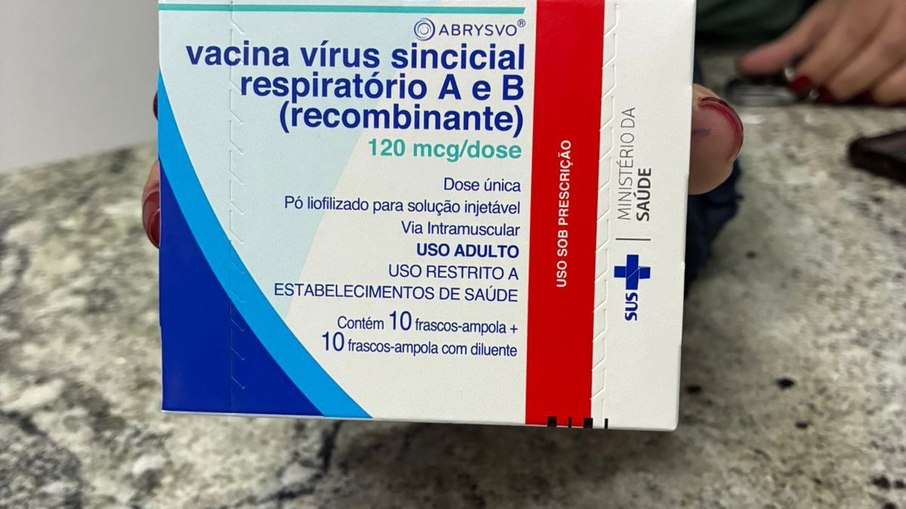 ABRYSVO®
vacina vírus sincicial
respiratório A e B
(recombinante)
120 mcg/dose
Dose única
Pó liofilizado para solução injetável
Via Intramuscular
USO ADULTO
USO RESTRITO A
ESTABELECIMENTOS DE SAÚDE
Contém 10 frascos-ampola +
10 frascos-ampola com diluente
USO SOB PRESCRIÇÃO
SUS
MINISTÉRIO DA
SAÚDE